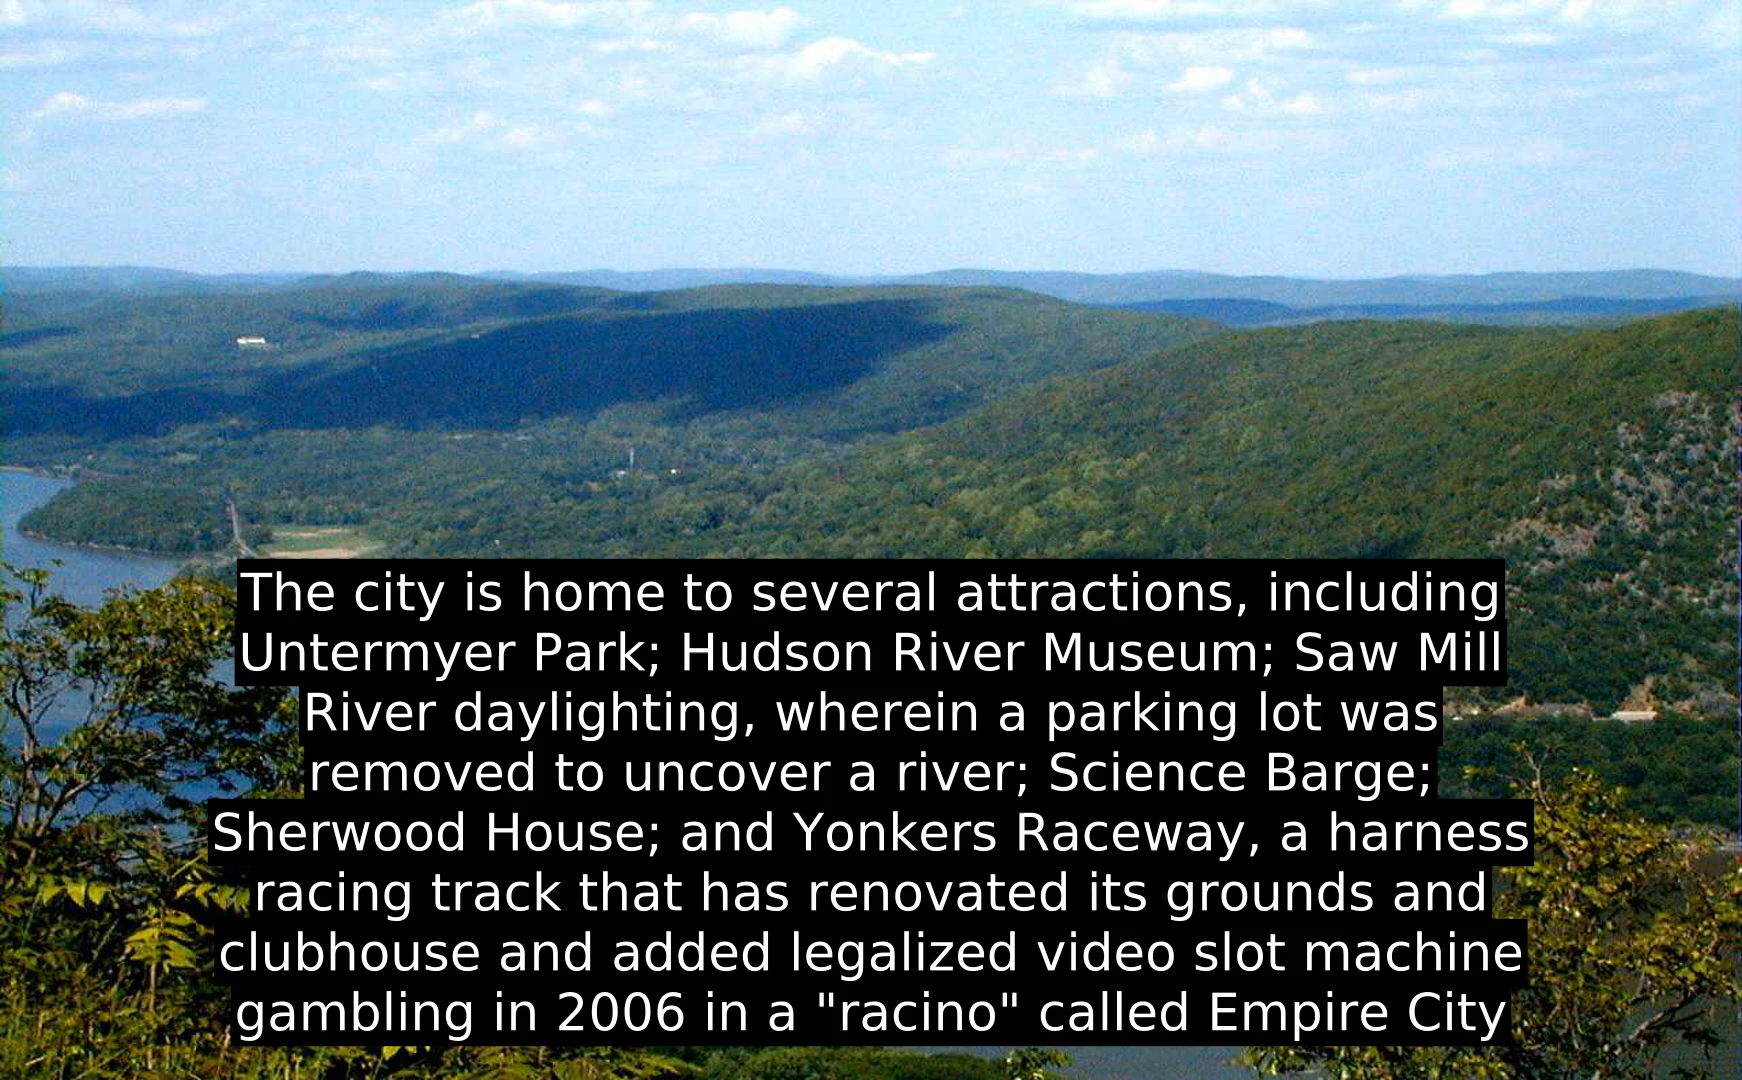 The city is home to several attractions, including
Untermyer Park; Hudson River Museum; Saw Mill
River daylighting, wherein a parking lot was
removed to uncover a river; Science Barge;
Sherwood House; and Yonkers Raceway, a harness
racing track that has renovated its grounds and
clubhouse and added legalized video slot machine
gambling in 2006 in a "racino" called Empire City